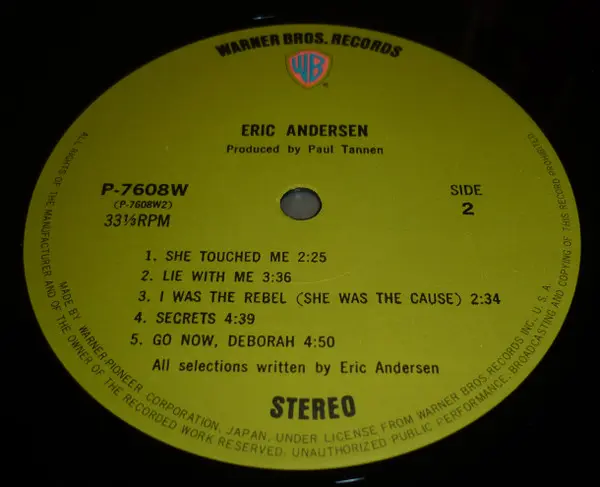 WARNER BROS. RECORDS
WB
®
ERIC ANDERSEN
Produced by Paul Tannen
P-7608W
(P-7608W2)
33⅓RPM
SIDE
2
1. SHE TOUCHED ME 2:25
2. LIE WITH ME 3:36
3. I WAS THE REBEL (SHE WAS THE CAUSE) 2:34
4. SECRETS 4:39
5. GO NOW, DEBORAH 4:50
All selections written by Eric Andersen
STEREO
ALL RIGHTS OF THE MANUFACTURER AND OF THE OWNER OF THE RECORDED WORK RESERVED. UNAUTHORIZED PUBLIC PERFORMANCE, BROADCASTING AND COPYING OF THIS RECORD PROHIBITED
MADE BY WARNER-PIONEER CORPORATION, JAPAN, UNDER LICENSE FROM WARNER BROS. RECORDS INC., U.S.A.